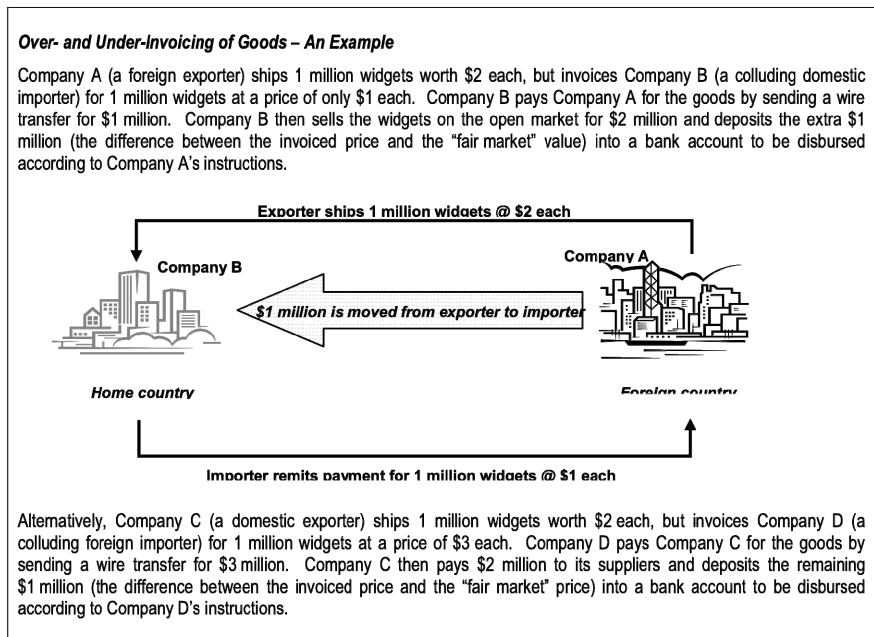 Over- and Under-Invoicing of Goods – An Example
Company A (a foreign exporter) ships 1 million widgets worth $2 each, but invoices Company B (a colluding domestic
importer) for 1 million widgets at a price of only $1 each.  Company B pays Company A for the goods by sending a wire
transfer for $1 million.  Company B then sells the widgets on the open market for $2 million and deposits the extra $1
million (the difference between the invoiced price and the “fair market” value) into a bank account to be disbursed
according to Company A’s instructions.
Exporter ships 1 million widgets @ $2 each
Company A
Company B
$1 million is moved from exporter to importer
Home country
Foreign country
Importer remits payment for 1 million widgets @ $1 each
Alternatively, Company C (a domestic exporter) ships 1 million widgets worth $2 each, but invoices Company D (a
colluding foreign importer) for 1 million widgets at a price of $3 each.  Company D pays Company C for the goods by
sending a wire transfer for $3 million.  Company C then pays $2 million to its suppliers and deposits the remaining
$1 million (the difference between the invoiced price and the “fair market” price) into a bank account to be disbursed
according to Company D’s instructions.